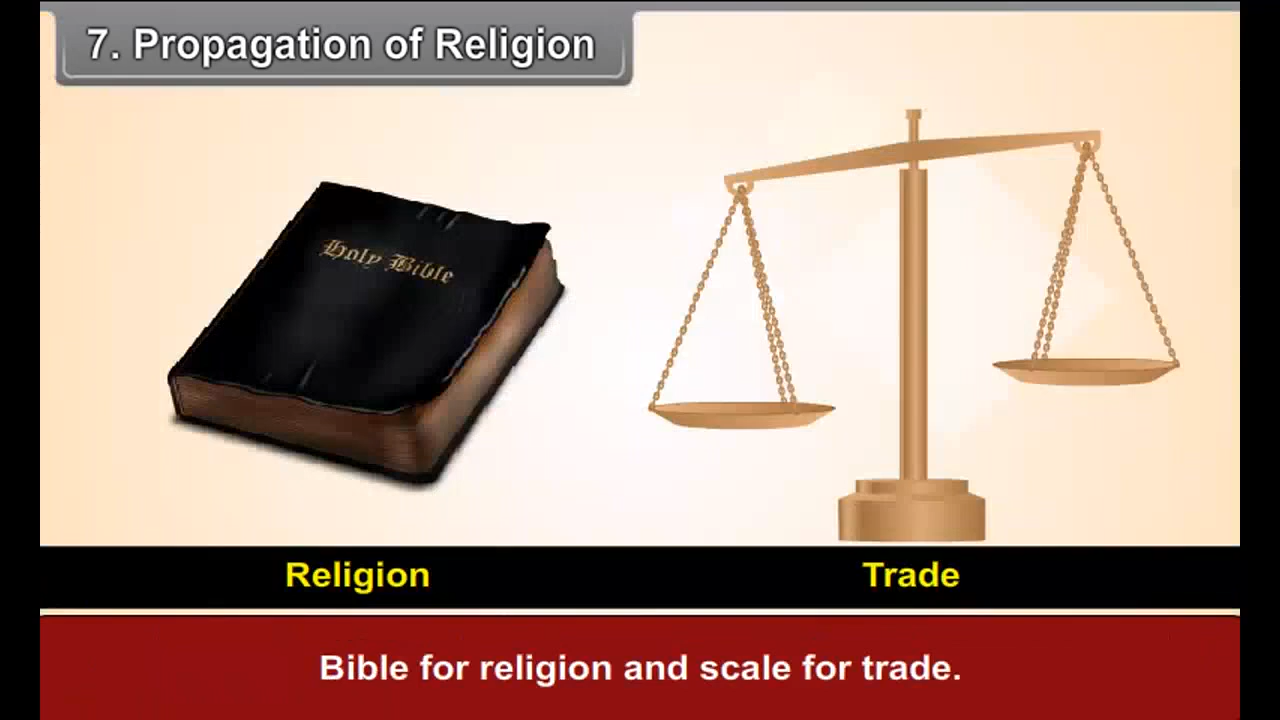 7. Propagation of Religion
Holy Bible
Religion
Trade
Bible for religion and scale for trade.